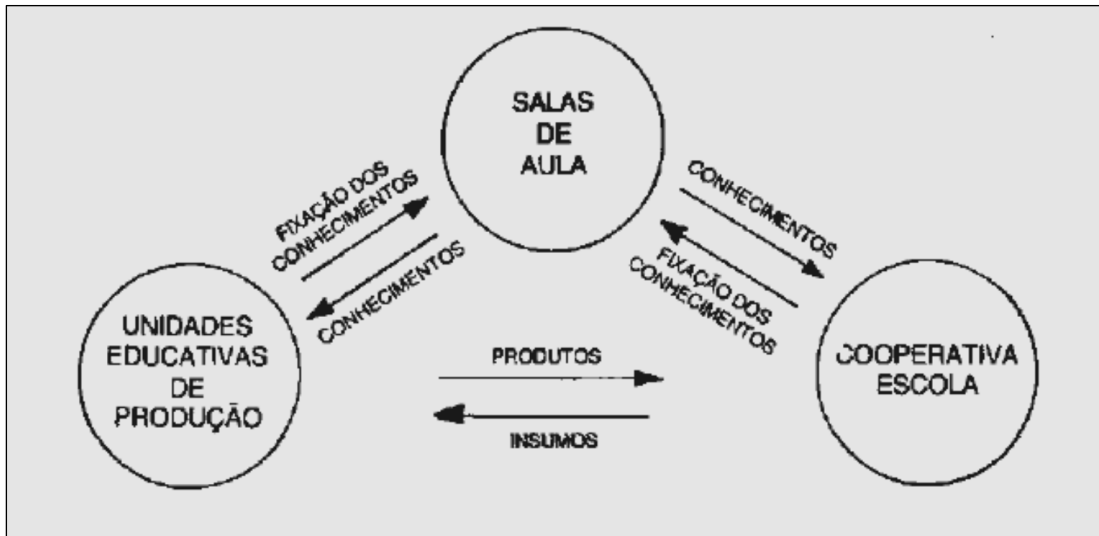 SALAS
DE
AULA
FIXAÇÃO DOS
CONHECIMENTOS
CONHECIMENTOS
CONHECIMENTOS
FIXAÇÃO DOS
CONHECIMENTOS
UNIDADES
EDUCATIVAS
DE
PRODUÇÃO
PRODUTOS
INSUMOS
COOPERATIVA
ESCOLA